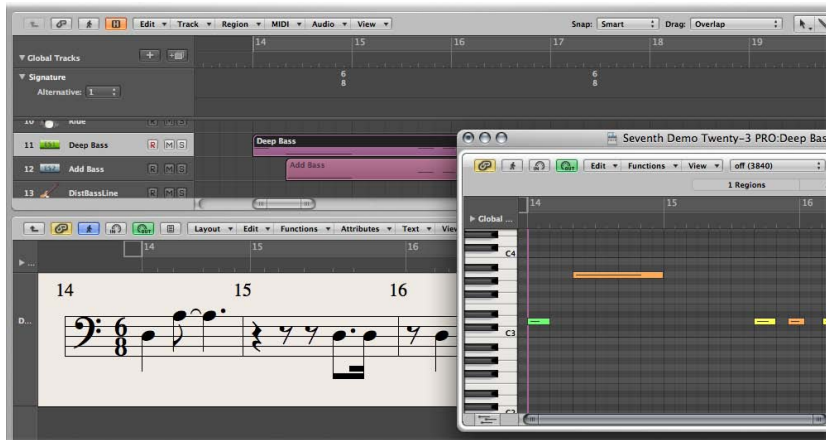 Edit Track Region MIDI Audio View Snap: Smart Drag: Overlap
14 15 16 17 18 19
Global Tracks
Signature
6 6
8 8
Alternative: 1
10 Ride R M S
11 Deep Bass R M S
Deep Bass
12 Add Bass R M S
Add Bass
13 DistBassLine R M S
Layout Edit Functions Attributes Text
14 15 16
14 15 16
D...
6
8
Seventh Demo Twenty-3 PRO:Deep Bas
OUT Edit Functions View off (3840)
1 Regions
14 15 16
Global ...
C4
C3